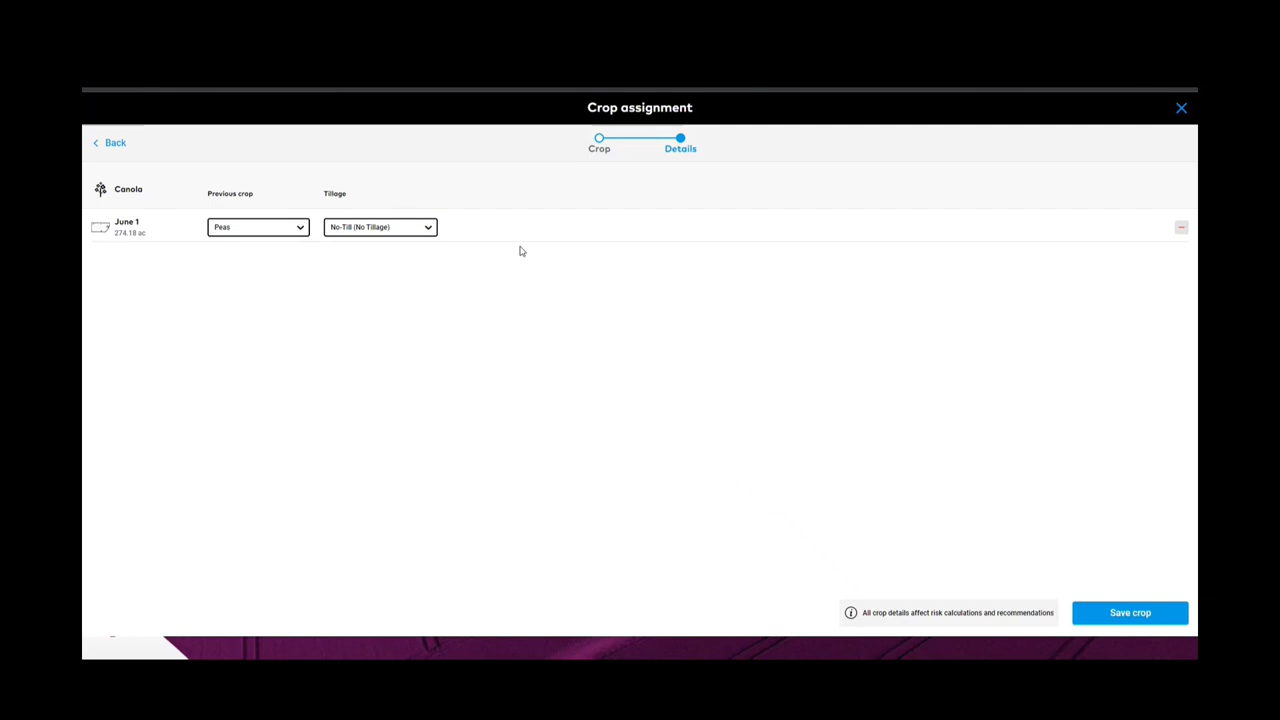 Crop assignment
Back
Crop
Details
Canola
Previous crop
Tillage
June 1
274.18 ac
Peas
No-Till (No Tillage)
All crop details affect risk calculations and recommendations
Save crop